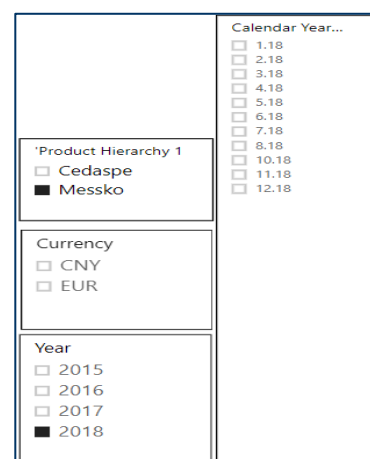 Calendar Year...
1.18
2.18
3.18
4.18
5.18
6.18
7.18
8.18
10.18
11.18
12.18
'Product Hierarchy 1
Cedaspe
Messko
Currency
CNY
EUR
Year
2015
2016
2017
2018